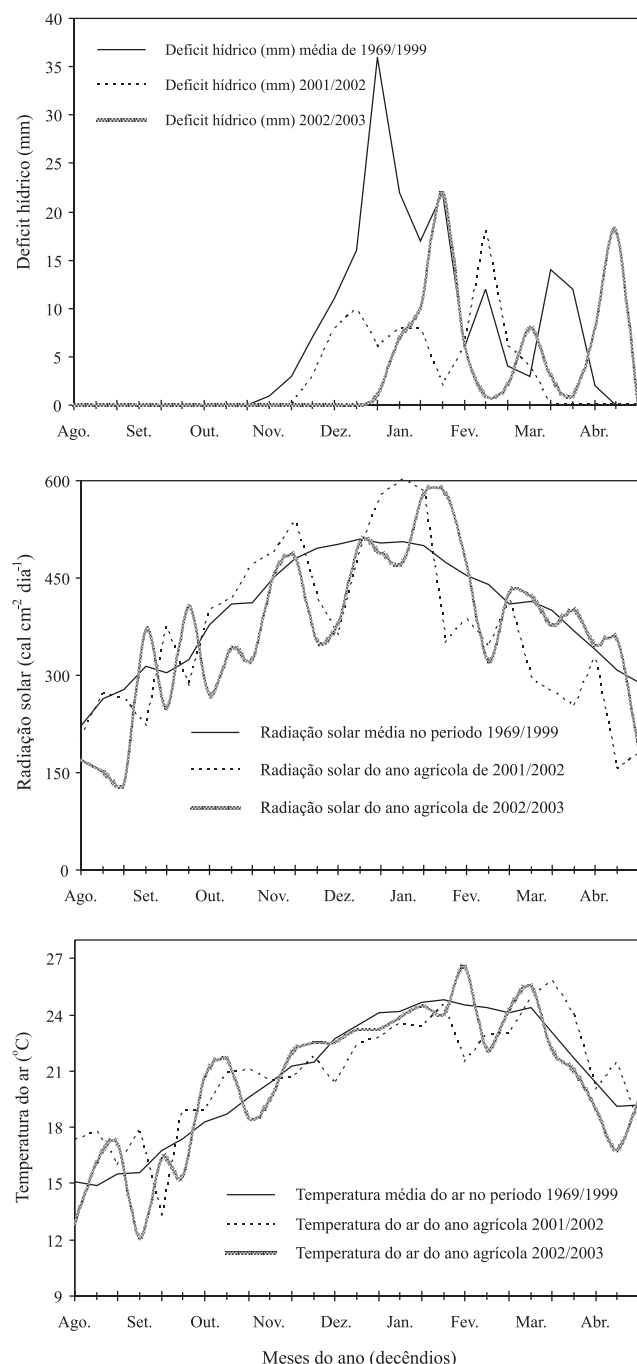 40
35
30
25
20
15
10
5
0
Deficit hídrico (mm)
Deficit hídrico (mm) média de 1969/1999
Deficit hídrico (mm) 2001/2002
Deficit hídrico (mm) 2002/2003
Ago. Set. Out. Nov. Dez. Jan. Fev. Mar. Abr.
600
450
300
150
0
Radiação solar (cal cm-2 dia-1)
Radiação solar média no período 1969/1999
Radiação solar do ano agrícola de 2001/2002
Radiação solar do ano agrícola de 2002/2003
Ago. Set. Out. Nov. Dez. Jan. Fev. Mar. Abr.
27
24
21
18
15
12
9
Temperatura do ar (°C)
Temperatura média do ar no período 1969/1999
Temperatura do ar do ano agrícola 2001/2002
Temperatura do ar do ano agrícola 2002/2003
Ago. Set. Out. Nov. Dez. Jan. Fev. Mar. Abr.
Meses do ano (decêndios)